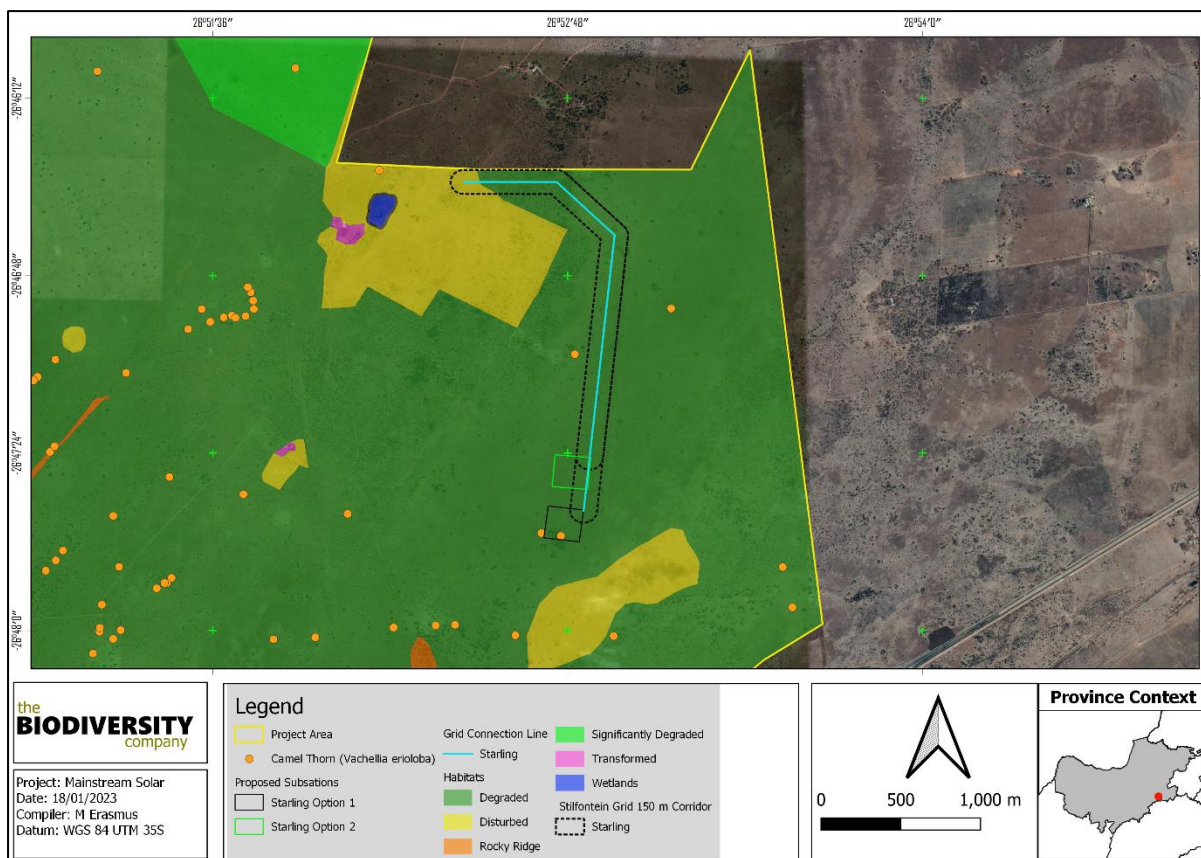 26°51'36"
26°52'48"
26°54'0"
-26°46'12"
-26°46'48"
-26°47'24"
-26°48'0"
the
BIODIVERSITY
company
Project: Mainstream Solar
Date: 18/01/2023
Compiler: M Erasmus
Datum: WGS 84 UTM 35S
Legend
Project Area
Camel Thorn (Vachellia erioloba)
Proposed Subsations
Starling Option 1
Starling Option 2
Grid Connection Line
Starling
Habitats
Degraded
Disturbed
Rocky Ridge
Significantly Degraded
Transformed
Wetlands
Stilfontein Grid 150 m Corridor
Starling
0 500 1,000 m
Province Context